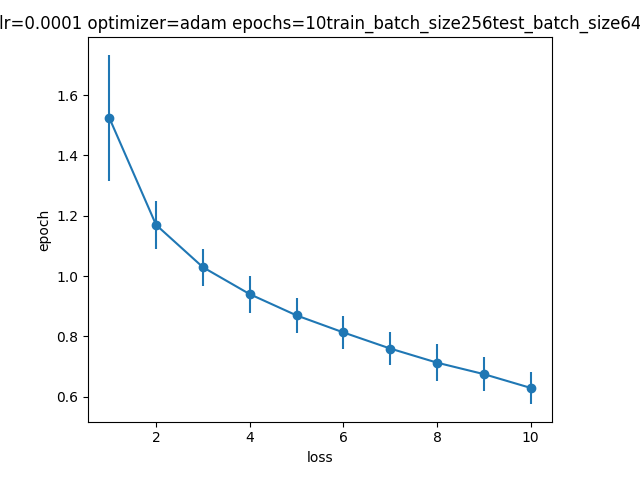 lr=0.0001 optimizer=adam epochs=10train_batch_size256test_batch_size64
1.6
1.4
1.2
1.0
0.8
0.6
epoch
2 4 6 8 10
loss